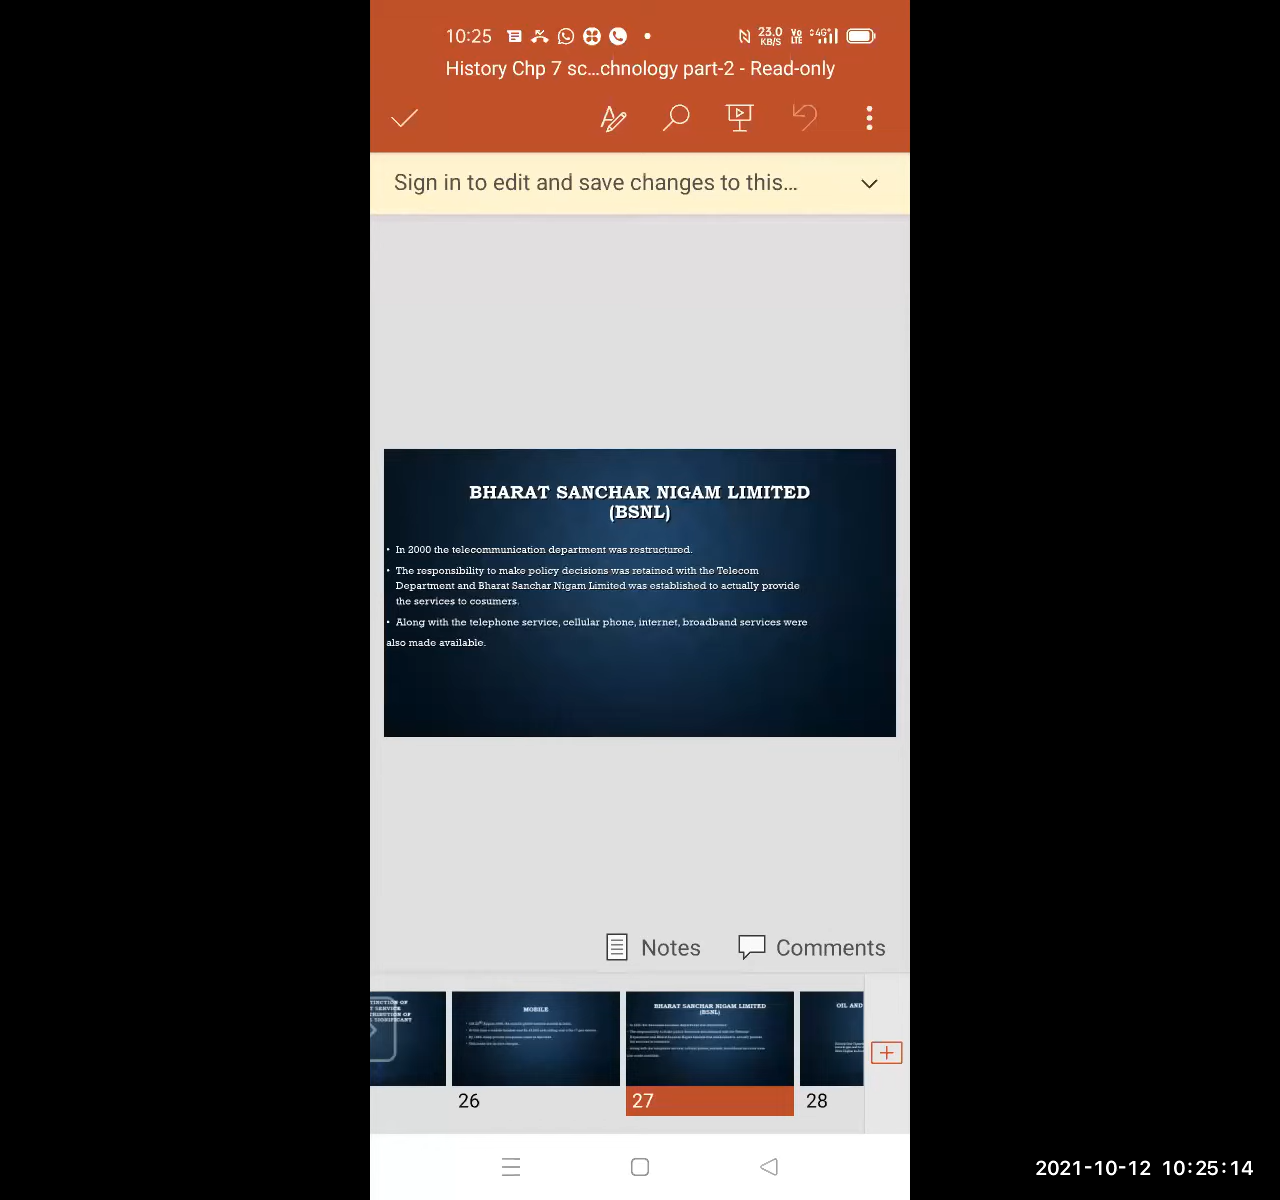 10:25
23.0
KB/S
Vo
LTE
4G+
History Chp 7 sc...chnology part-2 - Read-only
Sign in to edit and save changes to this...
BHARAT SANCHAR NIGAM LIMITED
(BSNL)
• In 2000 the telecommunication department was restructured.
• The responsibility to make policy decisions was retained with the Telecom
Department and Bharat Sanchar Nigam Limited was established to actually provide
the services to cosumers.
• Along with the telephone service, cellular phone, internet, broadband services were
also made available.
Notes
Comments
MOBILE
BHARAT SANCHAR NIGAM LIMITED
(BSNL)
OIL AND
26
27
28
2021-10-12 10:25:14